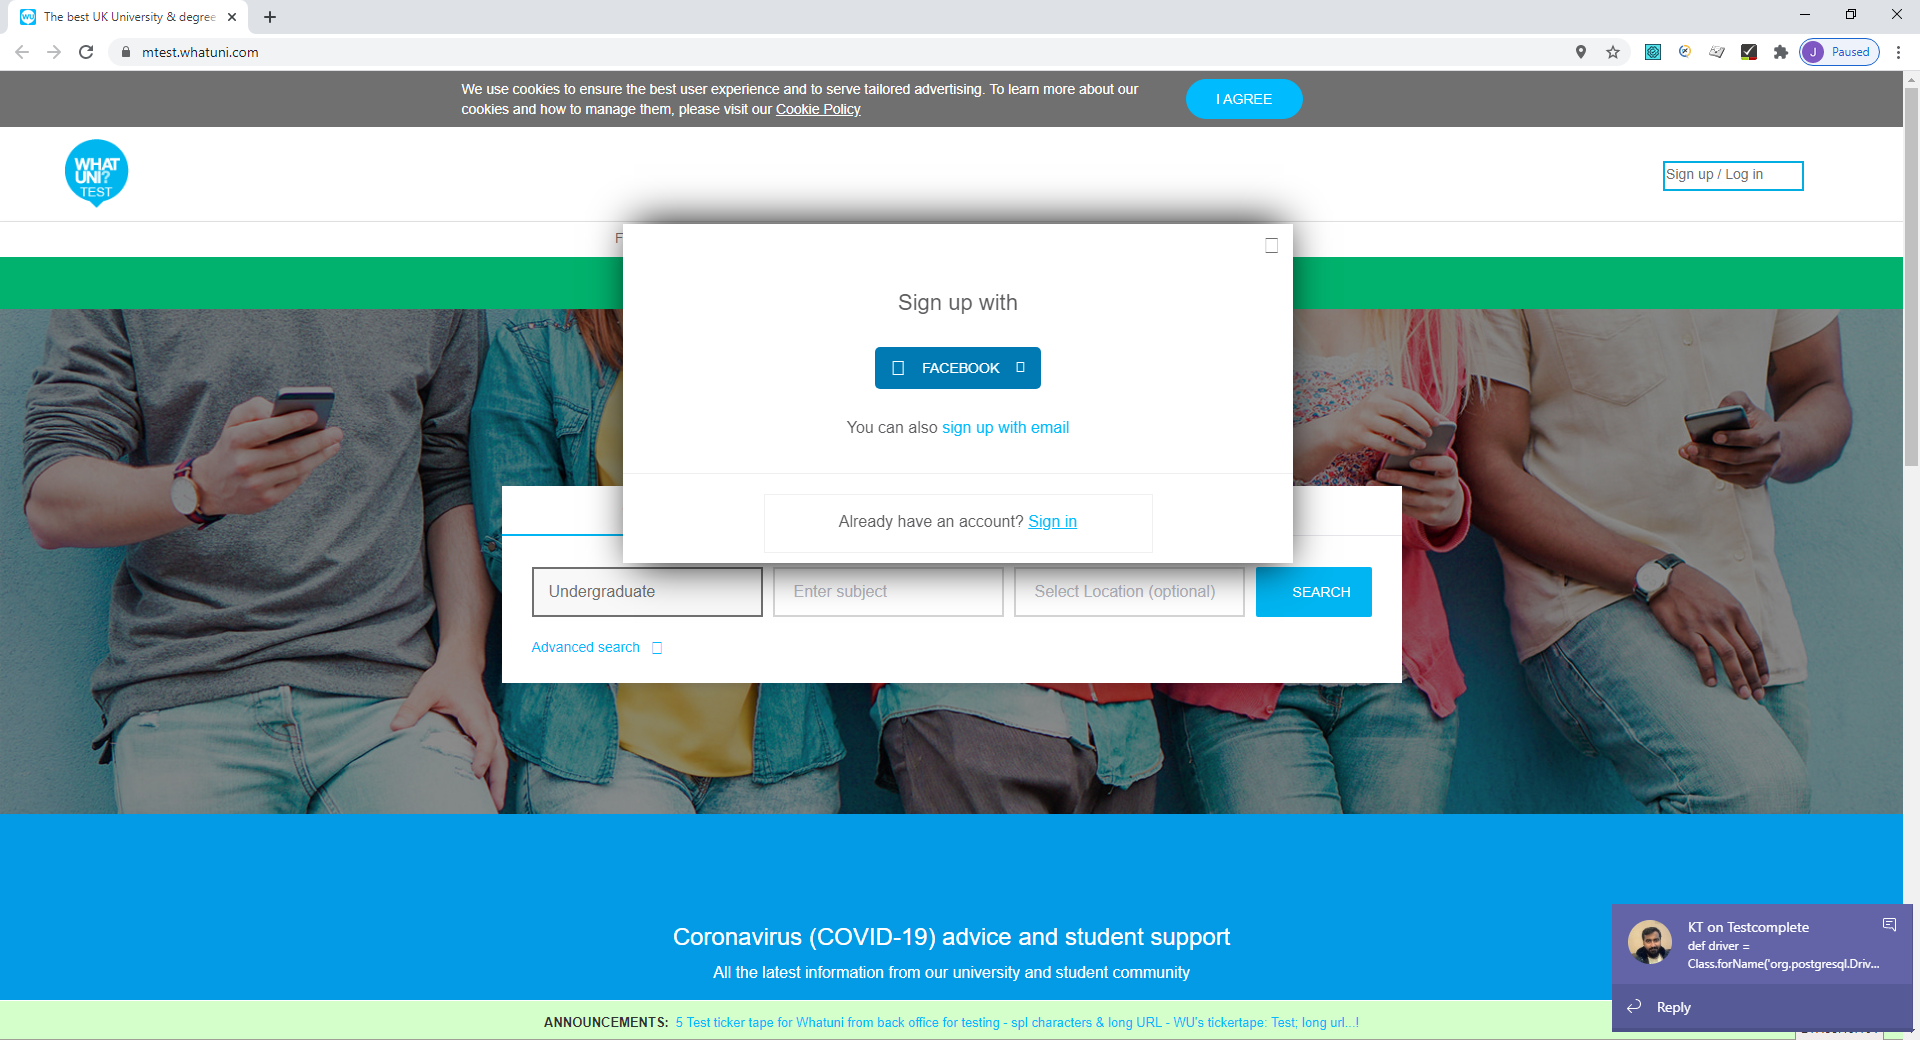 The best UK University & degree
mtest.whatuni.com
J Paused
We use cookies to ensure the best user experience and to serve tailored advertising. To learn more about our
cookies and how to manage them, please visit our Cookie Policy
I AGREE
WHAT
UNI?
TEST
Sign up / Log in
F
Sign up with
FACEBOOK
You can also sign up with email
Already have an account? Sign in
Undergraduate
Enter subject
Select Location (optional)
SEARCH
Advanced search
Coronavirus (COVID-19) advice and student support
All the latest information from our university and student community
KT on Testcomplete
def driver =
Class.forName('org.postgresql.Driv...
Reply
ANNOUNCEMENTS: 5 Test ticker tape for Whatuni from back office for testing - spl characters & long URL - WU's tickertape: Test; long url...!